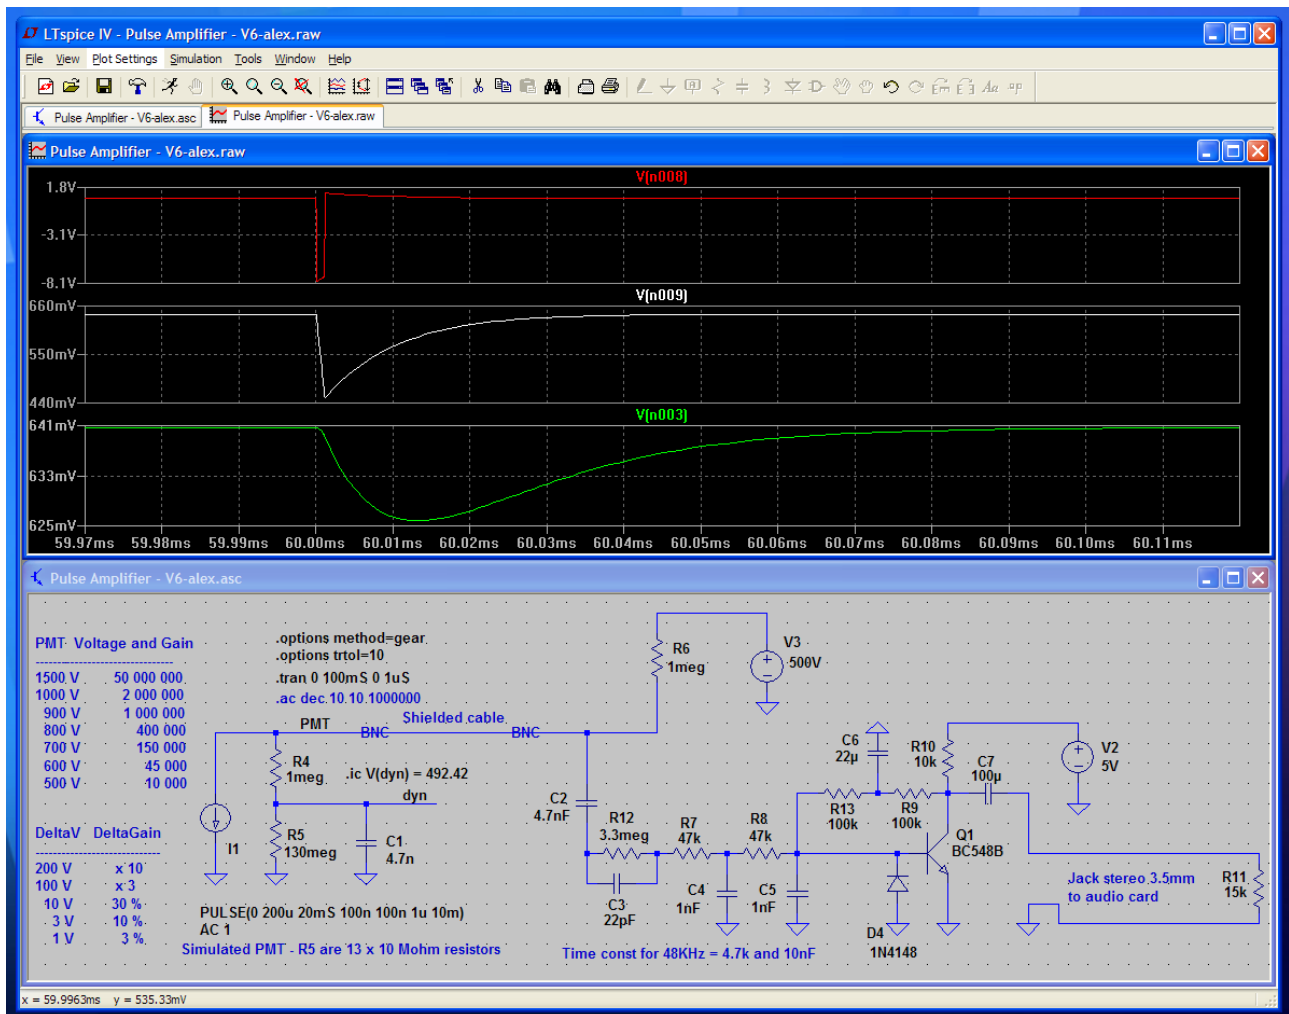 LTspice IV - Pulse Amplifier - V6-alex.raw
File View Plot Settings Simulation Tools Window Help
Pulse Amplifier - V6-alex.asc Pulse Amplifier - V6-alex.raw
Pulse Amplifier - V6-alex.raw
V(n008)
1.8V
-3.1V
-8.1V
V(n009)
660mV
550mV
440mV
V(n003)
641mV
633mV
625mV
59.97ms 59.98ms 59.99ms 60.00ms 60.01ms 60.02ms 60.03ms 60.04ms 60.05ms 60.06ms 60.07ms 60.08ms 60.09ms 60.10ms 60.11ms
Pulse Amplifier - V6-alex.asc
PMT Voltage and Gain
1500 V 50 000 000
1000 V 2 000 000
900 V 1 000 000
800 V 400 000
700 V 150 000
600 V 45 000
500 V 10 000
DeltaV DeltaGain
200 V x 10
100 V x 3
10 V 30 %
3 V 10 %
1 V 3 %
.options method=gear
.options trtol=10
.tran 0 100mS 0 1uS
.ac dec 10 10 1000000
PMT
BNC
Shielded cable
BNC
R6
1meg
V3
500V
R4
1meg
.ic V(dyn) = 492.42
dyn
I1
R5
130meg
C1
4.7n
C2
4.7nF
R12
3.3meg
C3
22pF
R7
47k
R8
47k
C4
1nF
C5
1nF
C6
22µ
R13
100k
R9
100k
R10
10k
C7
100µ
V2
5V
Q1
BC548B
D4
1N4148
R11
15k
Jack stereo 3.5mm
to audio card
PULSE(0 200u 20mS 100n 100n 1u 10m)
AC 1
Simulated PMT - R5 are 13 x 10 Mohm resistors
Time const for 48KHz = 4.7k and 10nF
x = 59.9963ms y = 535.33mV